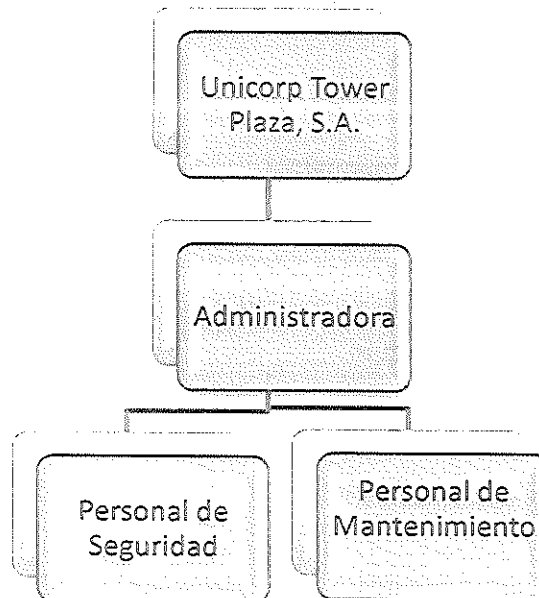 Unicorp Tower
Plaza, S.A.
Administradora
Personal de
Seguridad
Personal de
Mantenimiento